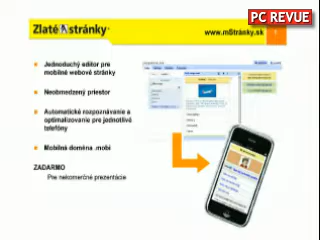 PC REVUE
Zlaté stránky
www.mStránky.sk
Jednoduchý editor pre
mobilné webové stránky
Neobmedzený priestor
Automatické rozpoznávanie a
optimalizovanie pre jednotlivé
telefóny
Mobilná doména .mobi
ZADARMO
Pre nekomerčné prezentácie